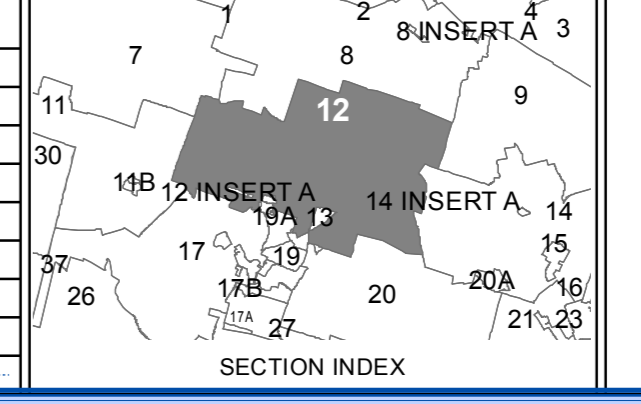 1
2
4
3
8 INSERT A
7
8
9
12
11
30
11B
12 INSERT A
14 INSERT A
19A
13
14
17
19
15
37
26
17B
20
20A
16
17A
27
21
23
SECTION INDEX